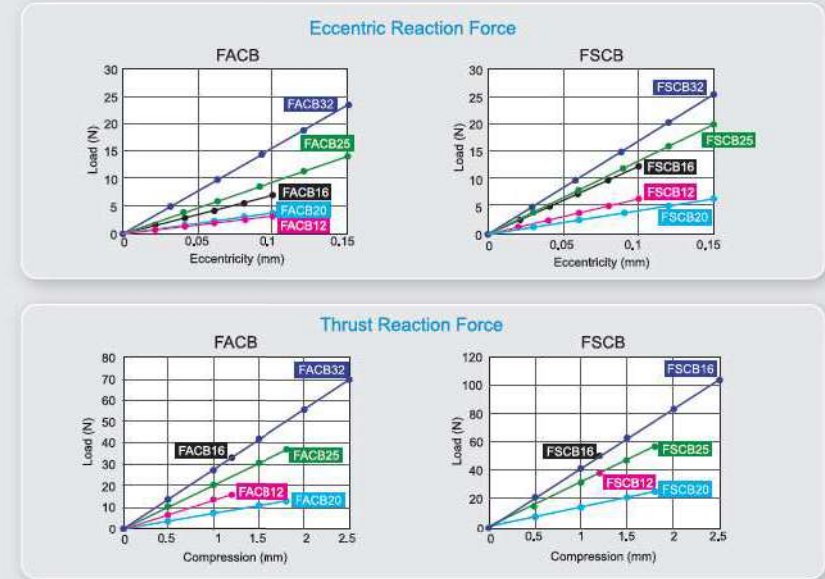 Eccentric Reaction Force
FACB
30
25
20
15
10
5
0
Load (N)
FACB32
FACB25
FACB16
FACB20
FACB12
0
0.05
0.1
0.15
Eccentricity (mm)
FSCB
30
25
20
15
10
5
0
Load (N)
FSCB32
FSCB25
FSCB16
FSCB12
FSCB20
0
0.05
0.1
0.15
Eccentricity (mm)
Thrust Reaction Force
FACB
80
70
60
50
40
30
20
10
0
Load (N)
FACB32
FACB16
FACB25
FACB12
FACB20
0
0.5
1.0
1.5
2
2.5
Compression (mm)
FSCB
120
100
80
60
40
20
0
Load (N)
FSCB16
FSCB16
FSCB25
FSCB12
FSCB20
0
0.5
1
1.5
2
2.5
Compression (mm)